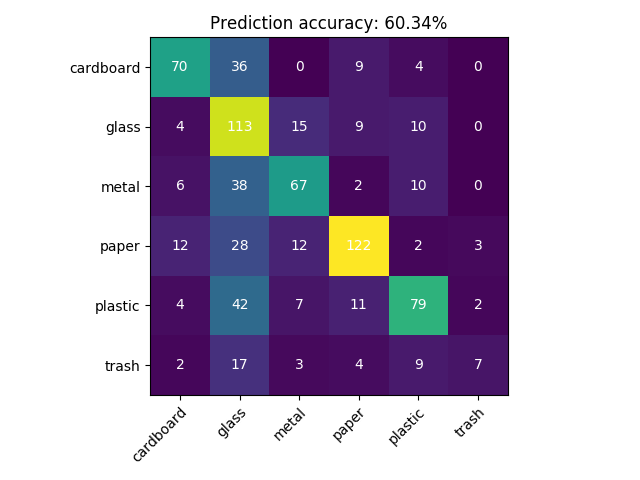 Prediction accuracy: 60.34%
cardboard 70 36 0 9 4 0
glass 4 113 15 9 10 0
metal 6 38 67 2 10 0
paper 12 28 12 122 2 3
plastic 4 42 7 11 79 2
trash 2 17 3 4 9 7
cardboard glass metal paper plastic trash